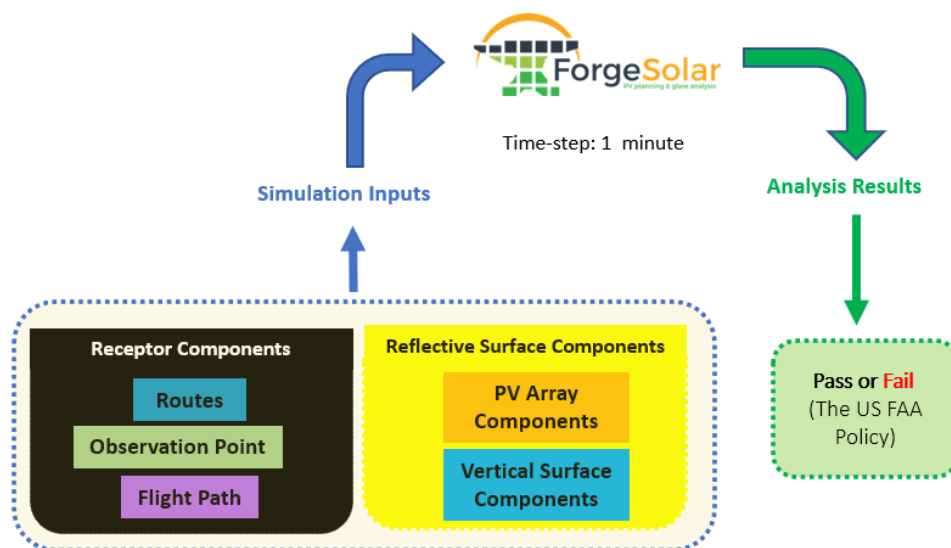 ForgeSolar
PV planning & glare analysis
Time-step: 1 minute
Simulation Inputs
Analysis Results
Receptor Components
Routes
Observation Point
Flight Path
Reflective Surface Components
PV Array
Components
Vertical Surface
Components
Pass or Fail
(The US FAA
Policy)